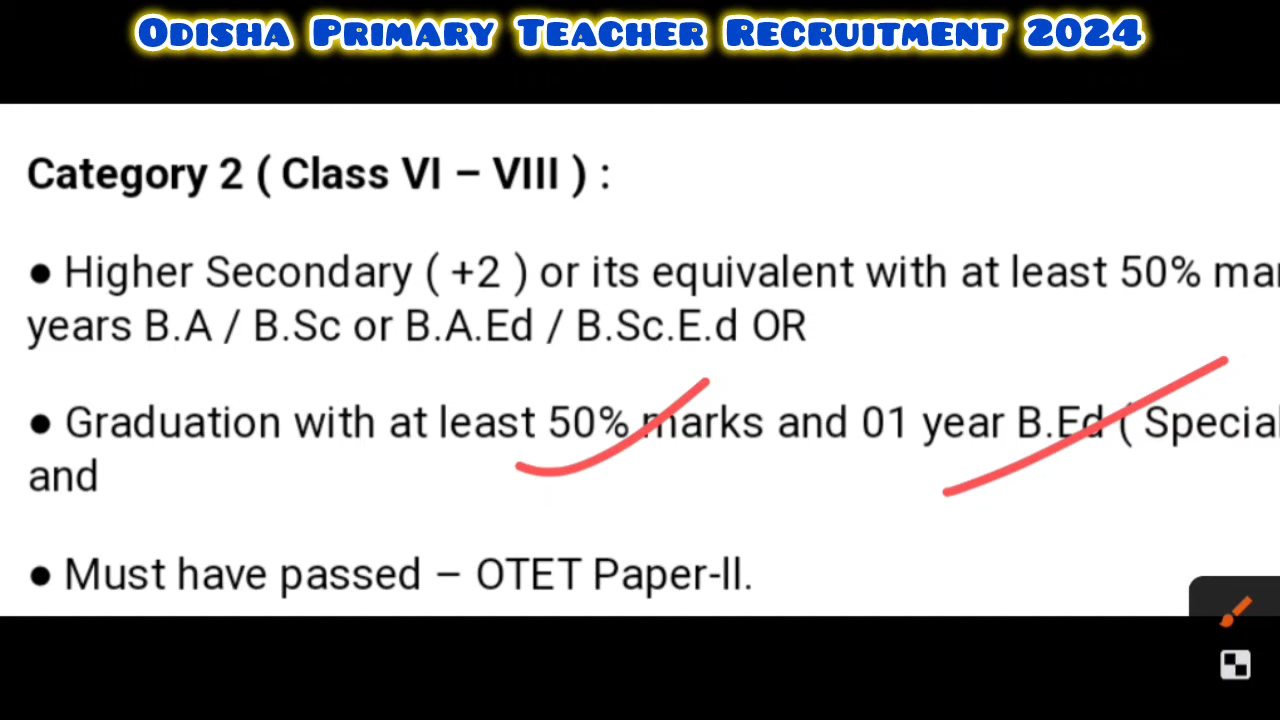 ODISHA PRIMARY TEACHER RECRUITMENT 2024
Category 2 ( Class VI – VIII ) :
● Higher Secondary ( +2 ) or its equivalent with at least 50%
years B.A / B.Sc or B.A.Ed / B.Sc.E.d OR
● Graduation with at least 50% marks and 01 year B.Ed ( Special
and
● Must have passed – OTET Paper-ll.